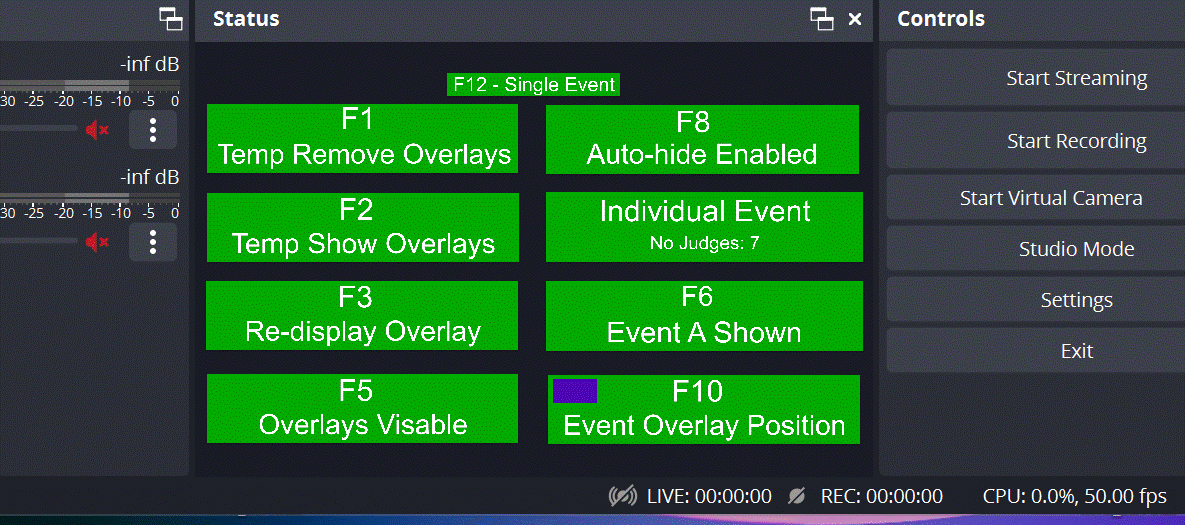 Status
Controls
-inf dB
30 -25 -20 -15 -10 -5 0
-inf dB
30 -25 -20 -15 -10 -5 0
F12 - Single Event
F1
Temp Remove Overlays
F8
Auto-hide Enabled
F2
Temp Show Overlays
Individual Event
No Judges: 7
F3
Re-display Overlay
F6
Event A Shown
F5
Overlays Visable
F10
Event Overlay Position
Start Streaming
Start Recording
Start Virtual Camera
Studio Mode
Settings
Exit
LIVE: 00:00:00
REC: 00:00:00
CPU: 0.0%, 50.00 fps